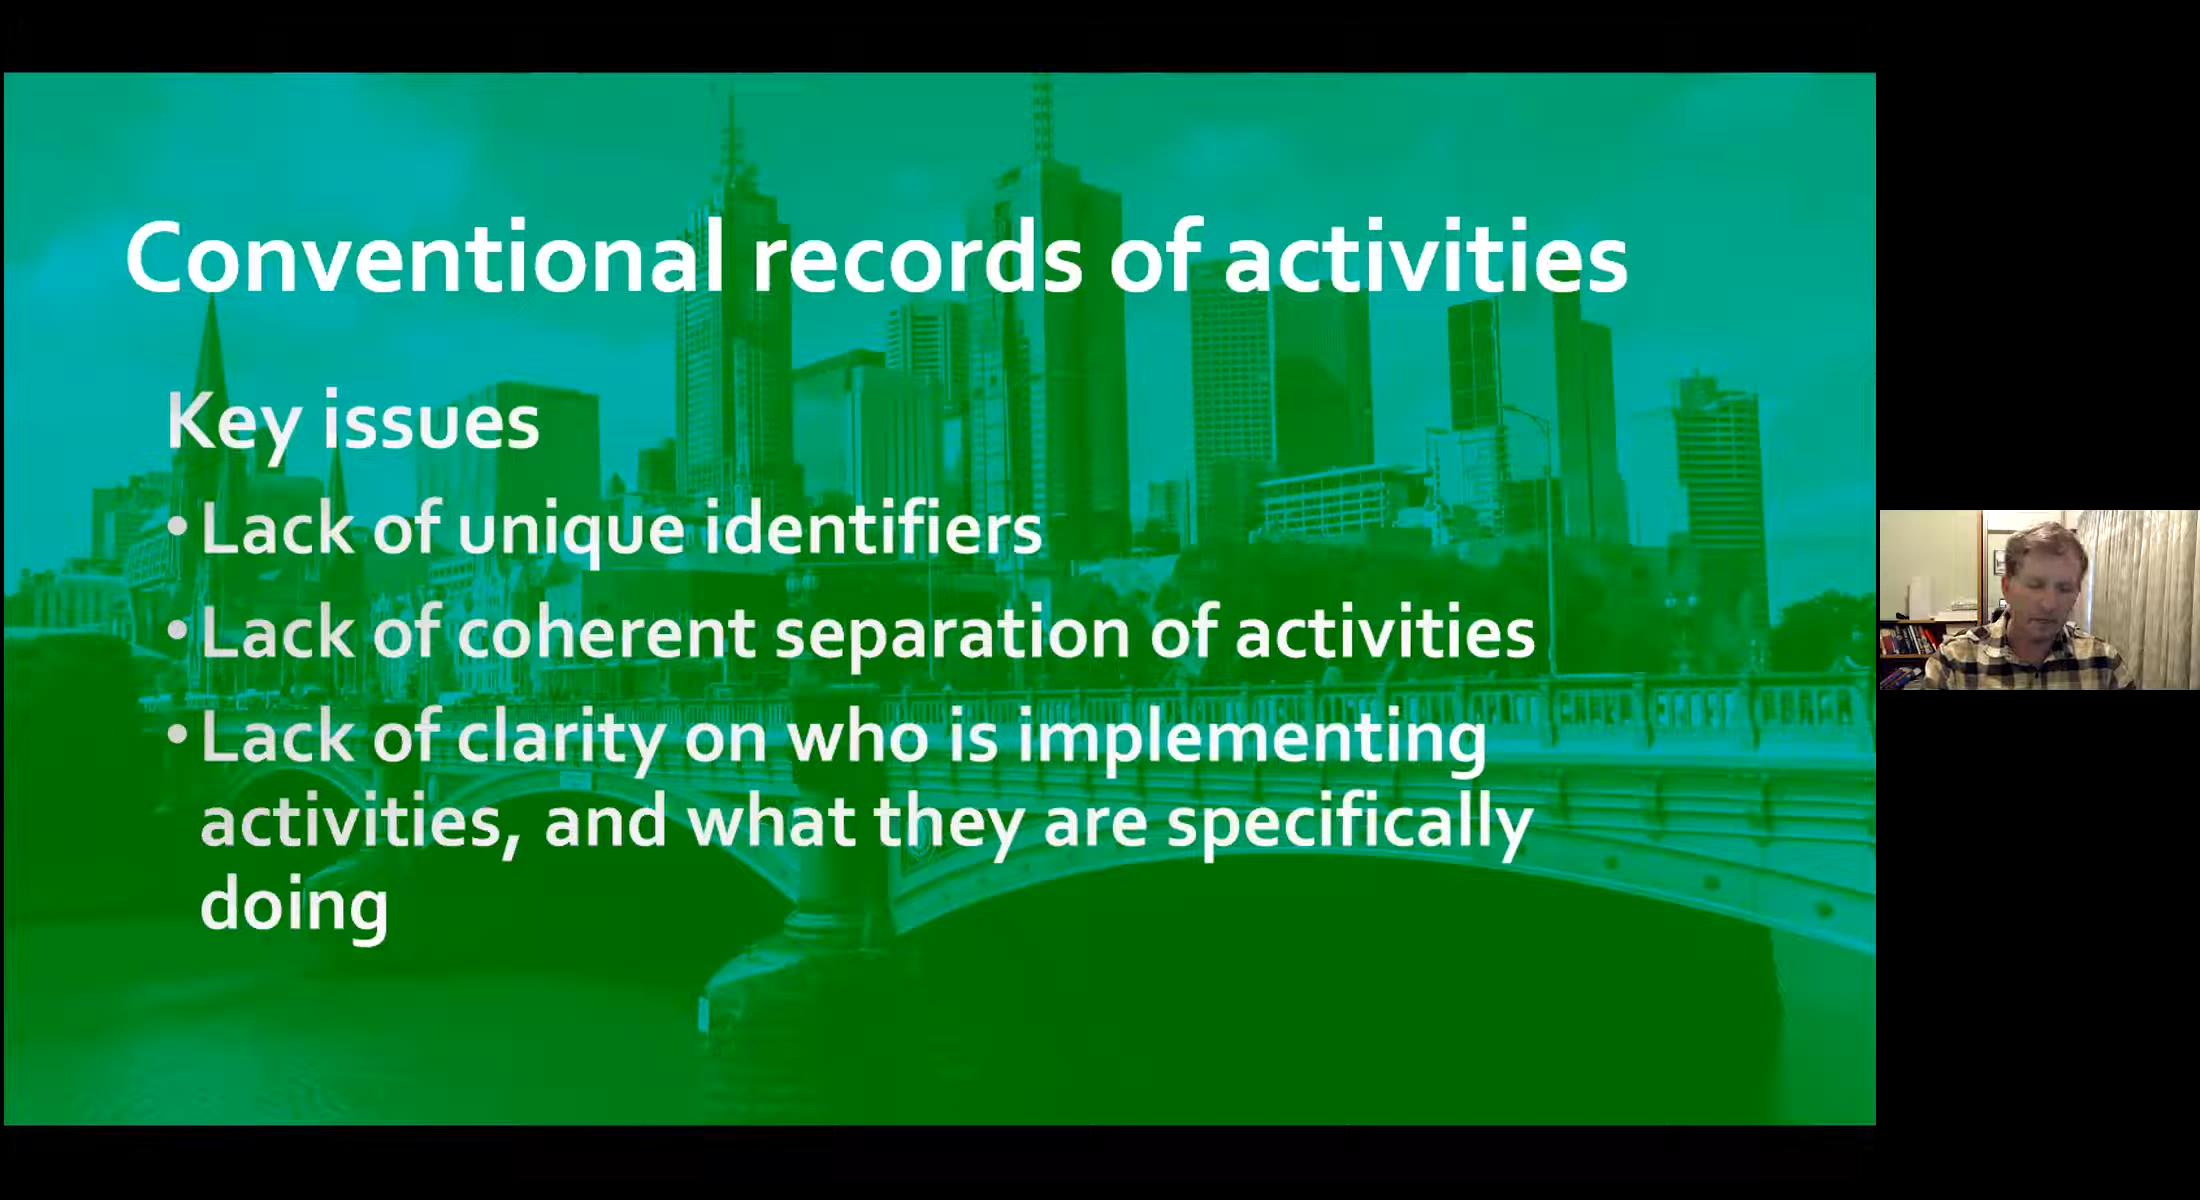 Conventional records of activities
Key issues
•Lack of unique identifiers
•Lack of coherent separation of activities
•Lack of clarity on who is implementing
activities, and what they are specifically
doing